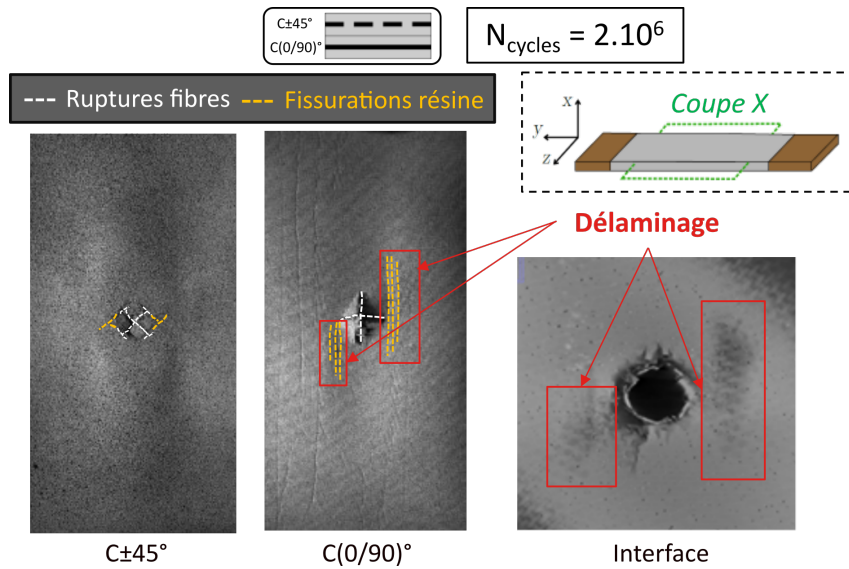 C±45°
C(0/90)°
N_cycles = 2.10⁶
--- Ruptures fibres --- Fissurations résine
Coupe X
x
y
z
Délaminage
C±45°
C(0/90)°
Interface